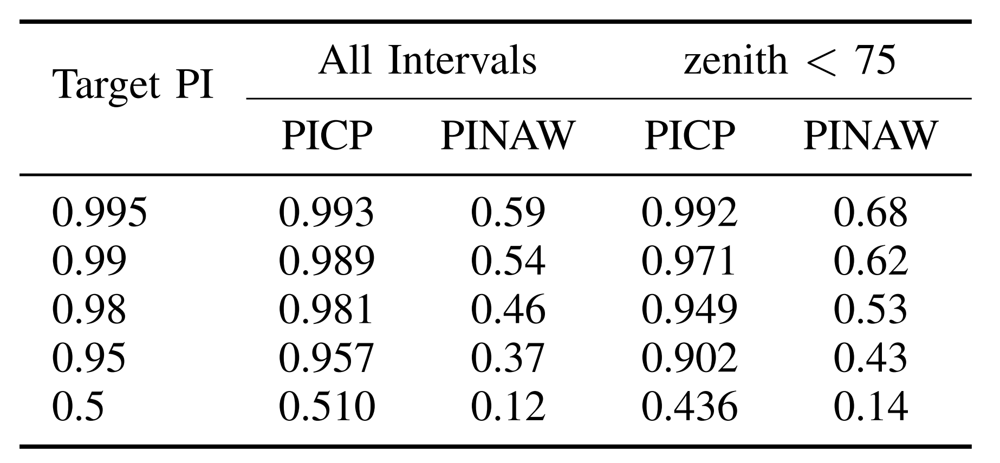 All Intervals zenith < 75
Target PI
PICP PINAW PICP PINAW
0.995 0.993 0.59 0.992 0.68
0.99 0.989 0.54 0.971 0.62
0.98 0.981 0.46 0.949 0.53
0.95 0.957 0.37 0.902 0.43
0.5 0.510 0.12 0.436 0.14